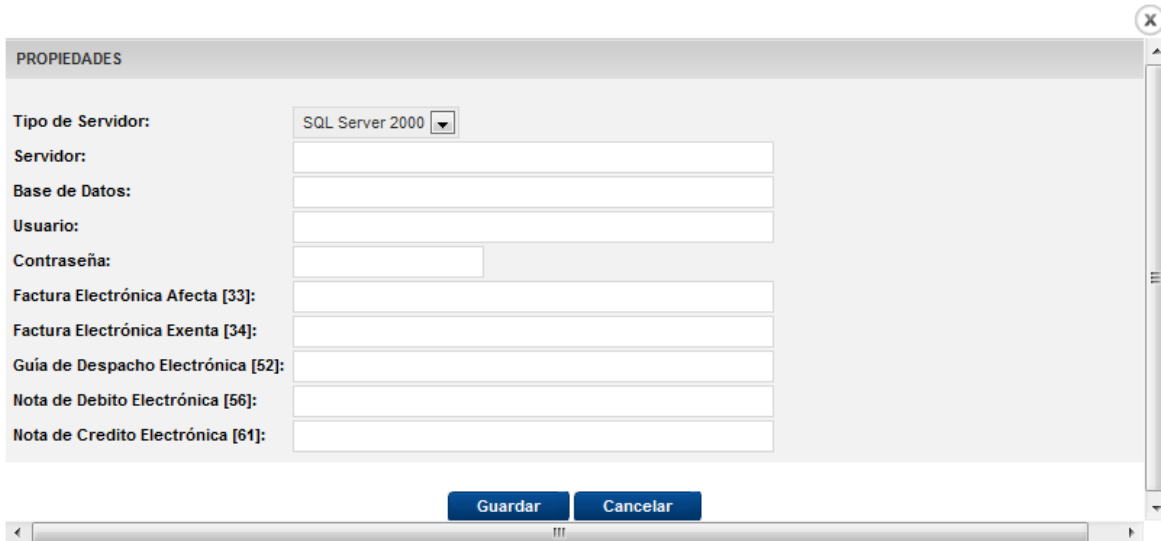 PROPIEDADES
Tipo de Servidor: SQL Server 2000
Servidor:
Base de Datos:
Usuario:
Contraseña:
Factura Electrónica Afecta [33]:
Factura Electrónica Exenta [34]:
Guía de Despacho Electrónica [52]:
Nota de Debito Electrónica [56]:
Nota de Credito Electrónica [61]:
Guardar Cancelar